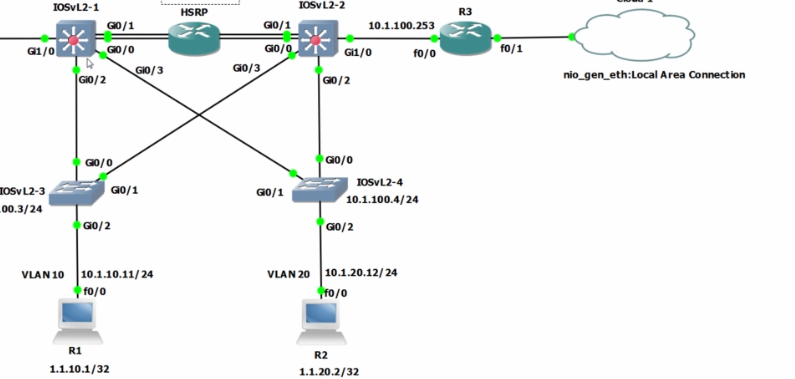 IOSvL2-1
HSRP
IOSvL2-2
R3
Gi0/1
Gi0/1
10.1.100.253
Gi1/0
Gi0/0
Gi0/0
Gi1/0
f0/0
f0/1
Gi0/3
Gi0/3
nio_gen_eth:Local Area Connection
Gi0/2
Gi0/2
Gi0/0
Gi0/0
IOSvL2-3
Gi0/1
Gi0/1
IOSvL2-4
00.3/24
10.1.100.4/24
Gi0/2
Gi0/2
VLAN 10
10.1.10.11/24
VLAN 20
10.1.20.12/24
f0/0
f0/0
R1
R2
1.1.10.1/32
1.1.20.2/32